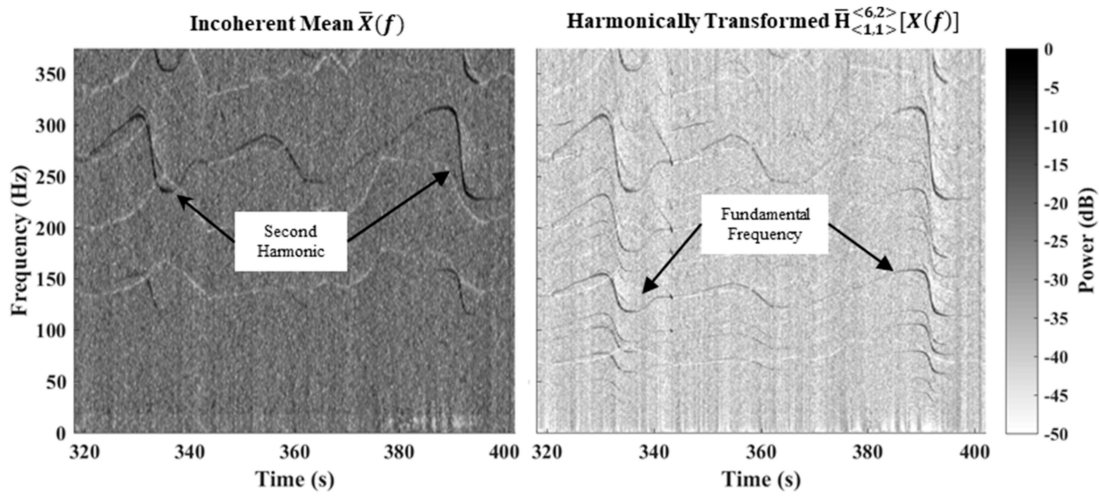 Incoherent Mean X̅(f)
Harmonically Transformed H̅<1,1><6,2>[X(f)]
Frequency (Hz)
350
300
250
200
150
100
50
0
Second
Harmonic
320
340
360
380
400
Time (s)
Fundamental
Frequency
320
340
360
380
400
Time (s)
0
-5
-10
-15
-20
-25
-30
-35
-40
-45
-50
Power (dB)